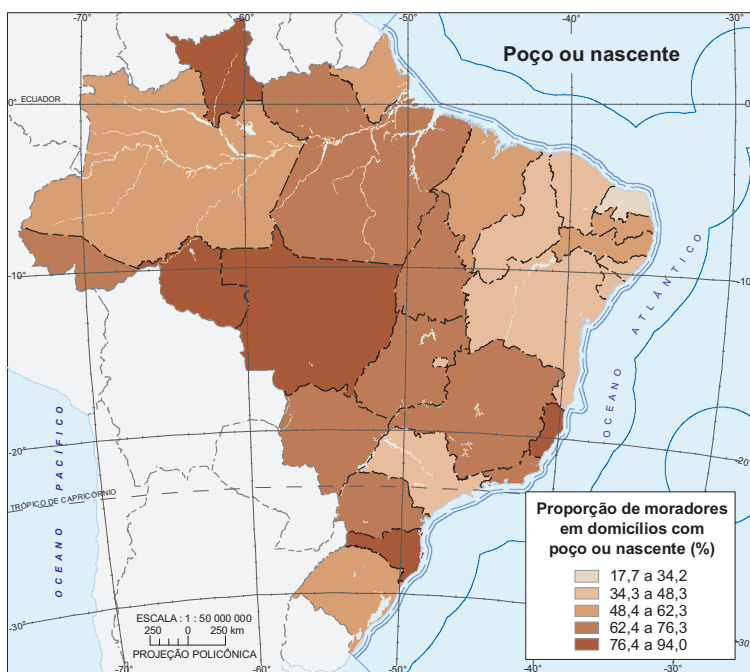 -70°
-60°
-50°
-40°
-30°
Poço ou nascente
0°
EQUADOR
0°
-10°
-10°
OCEANO ATLÂNTICO
OCEANO PACÍFICO
-20°
-20°
TRÓPICO DE CAPRICÓRNIO
Proporção de moradores
em domicílios com
poço ou nascente (%)
17,7 a 34,2
34,3 a 48,3
48,4 a 62,3
62,4 a 76,3
76,4 a 94,0
ESCALA : 1 : 50 000 000
250 0 250 km
PROJEÇÃO POLICÔNICA
-30°
-30°
-70°
-60°
-50°
-40°
-30°